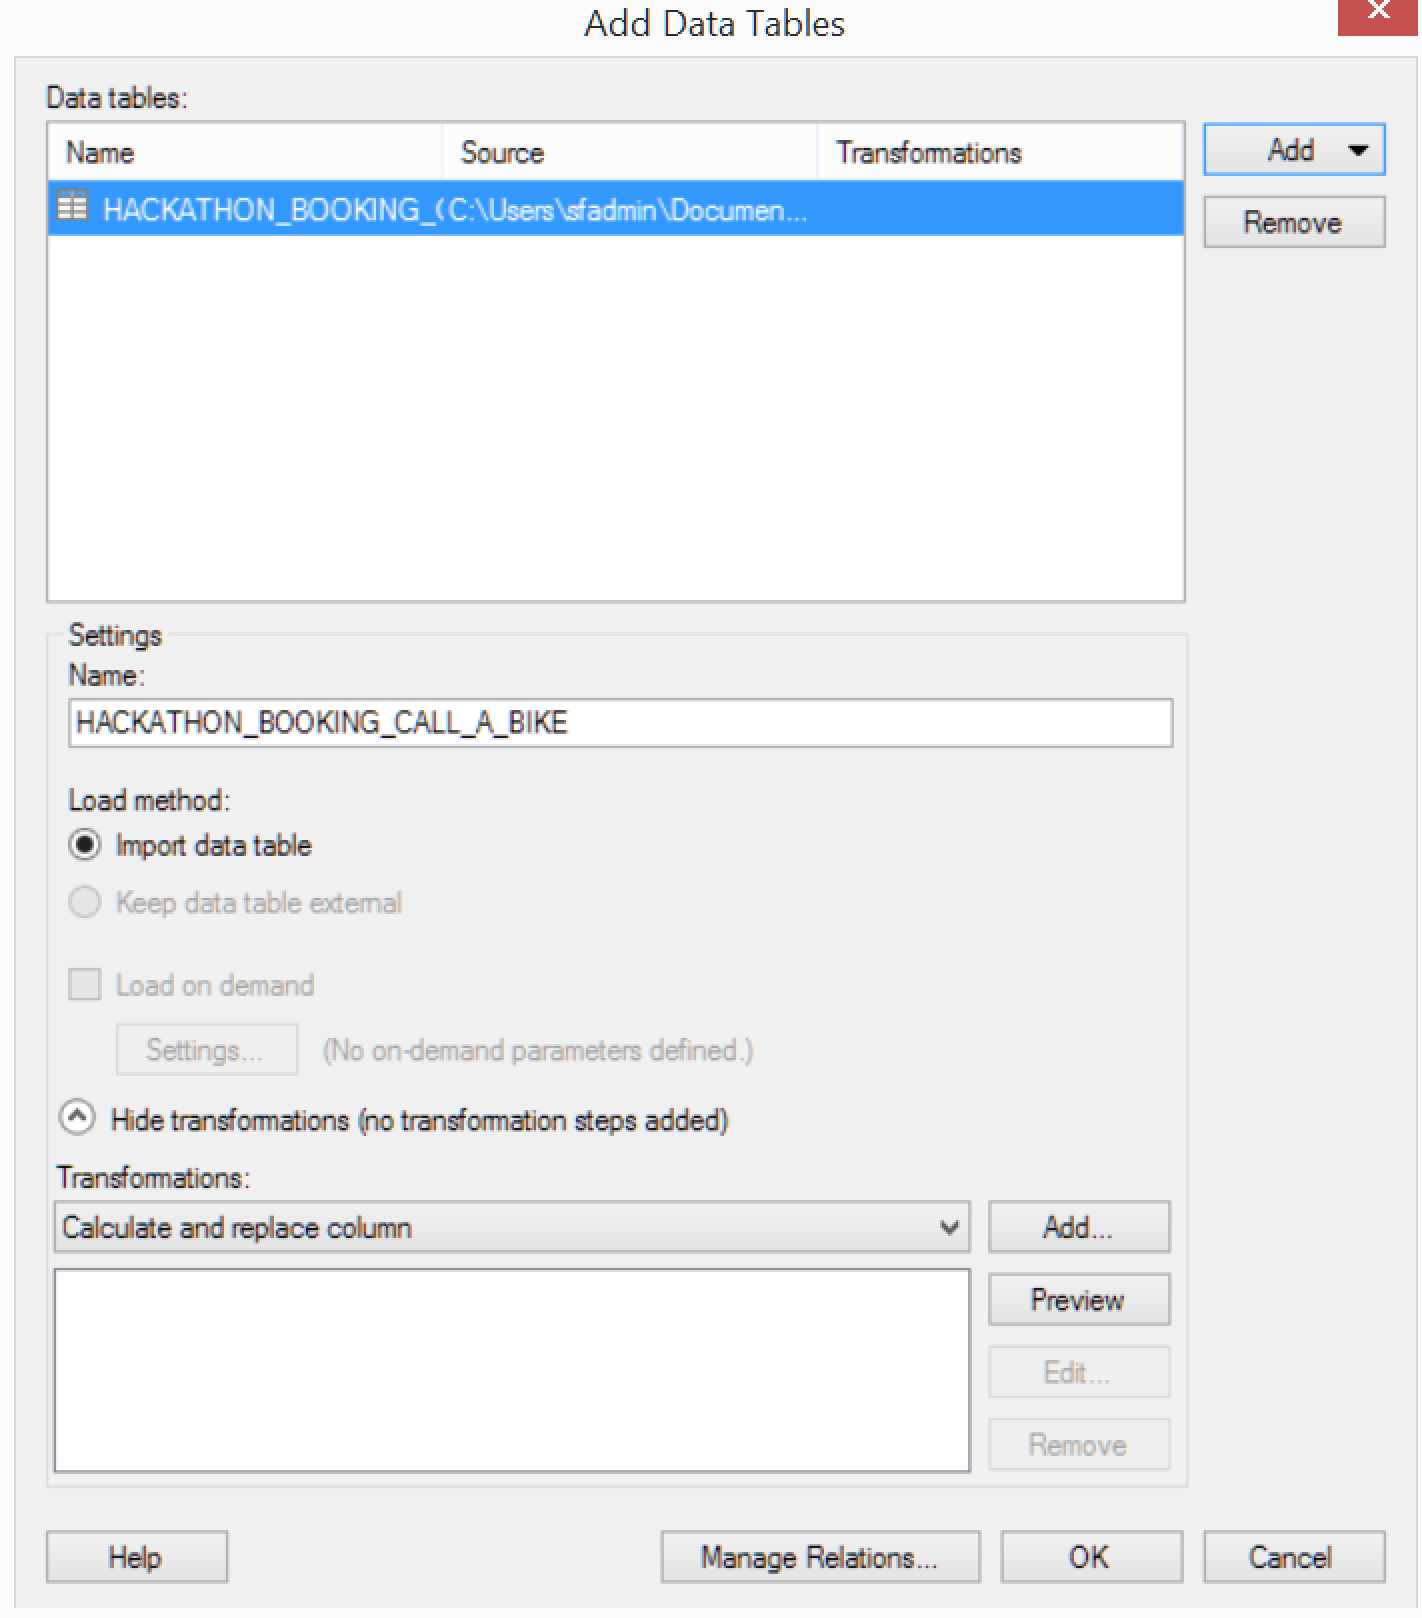 Add Data Tables
Data tables:
Name Source Transformations
Add
HACKATHON_BOOKING_( C:\Users\sfadmin\Documen...
Remove
Settings
Name:
HACKATHON_BOOKING_CALL_A_BIKE
Load method:
Import data table
Keep data table external
Load on demand
Settings... (No on-demand parameters defined.)
Hide transformations (no transformation steps added)
Transformations:
Calculate and replace column Add...
Preview
Edit...
Remove
Help Manage Relations... OK Cancel